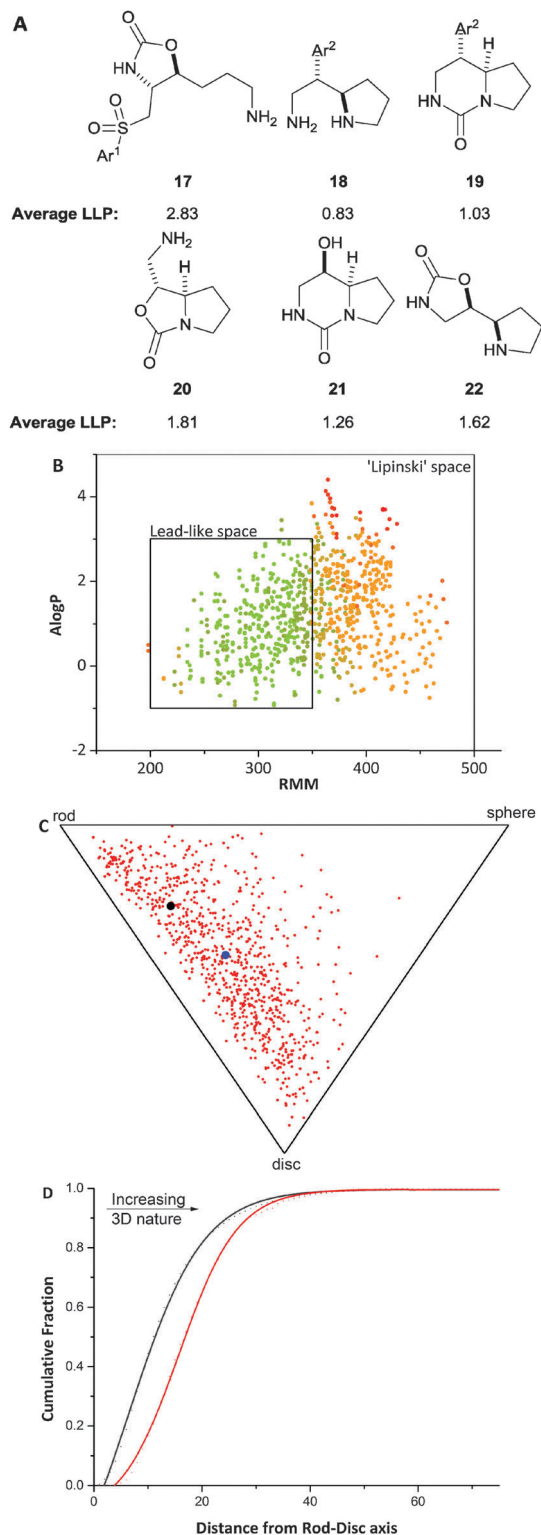 A
O
O
HN
O
S
O
Ar1
NH2
17
Ar2
NH2
HN
18
Ar2
H
HN
N
O
19
Average LLP: 2.83 0.83 1.03
NH2
H
O
N
O
20
OH
H
HN
N
O
21
O
O
HN
HN
22
Average LLP: 1.81 1.26 1.62
B
'Lipinski' space
Lead-like space
4
2
0
-2
AlogP
200 300 400 500
RMM
C
rod
sphere
disc
D
Increasing
3D nature
1.0
0.8
0.6
0.4
0.2
0.0
Cumulative Fraction
0 20 40 60
Distance from Rod-Disc axis